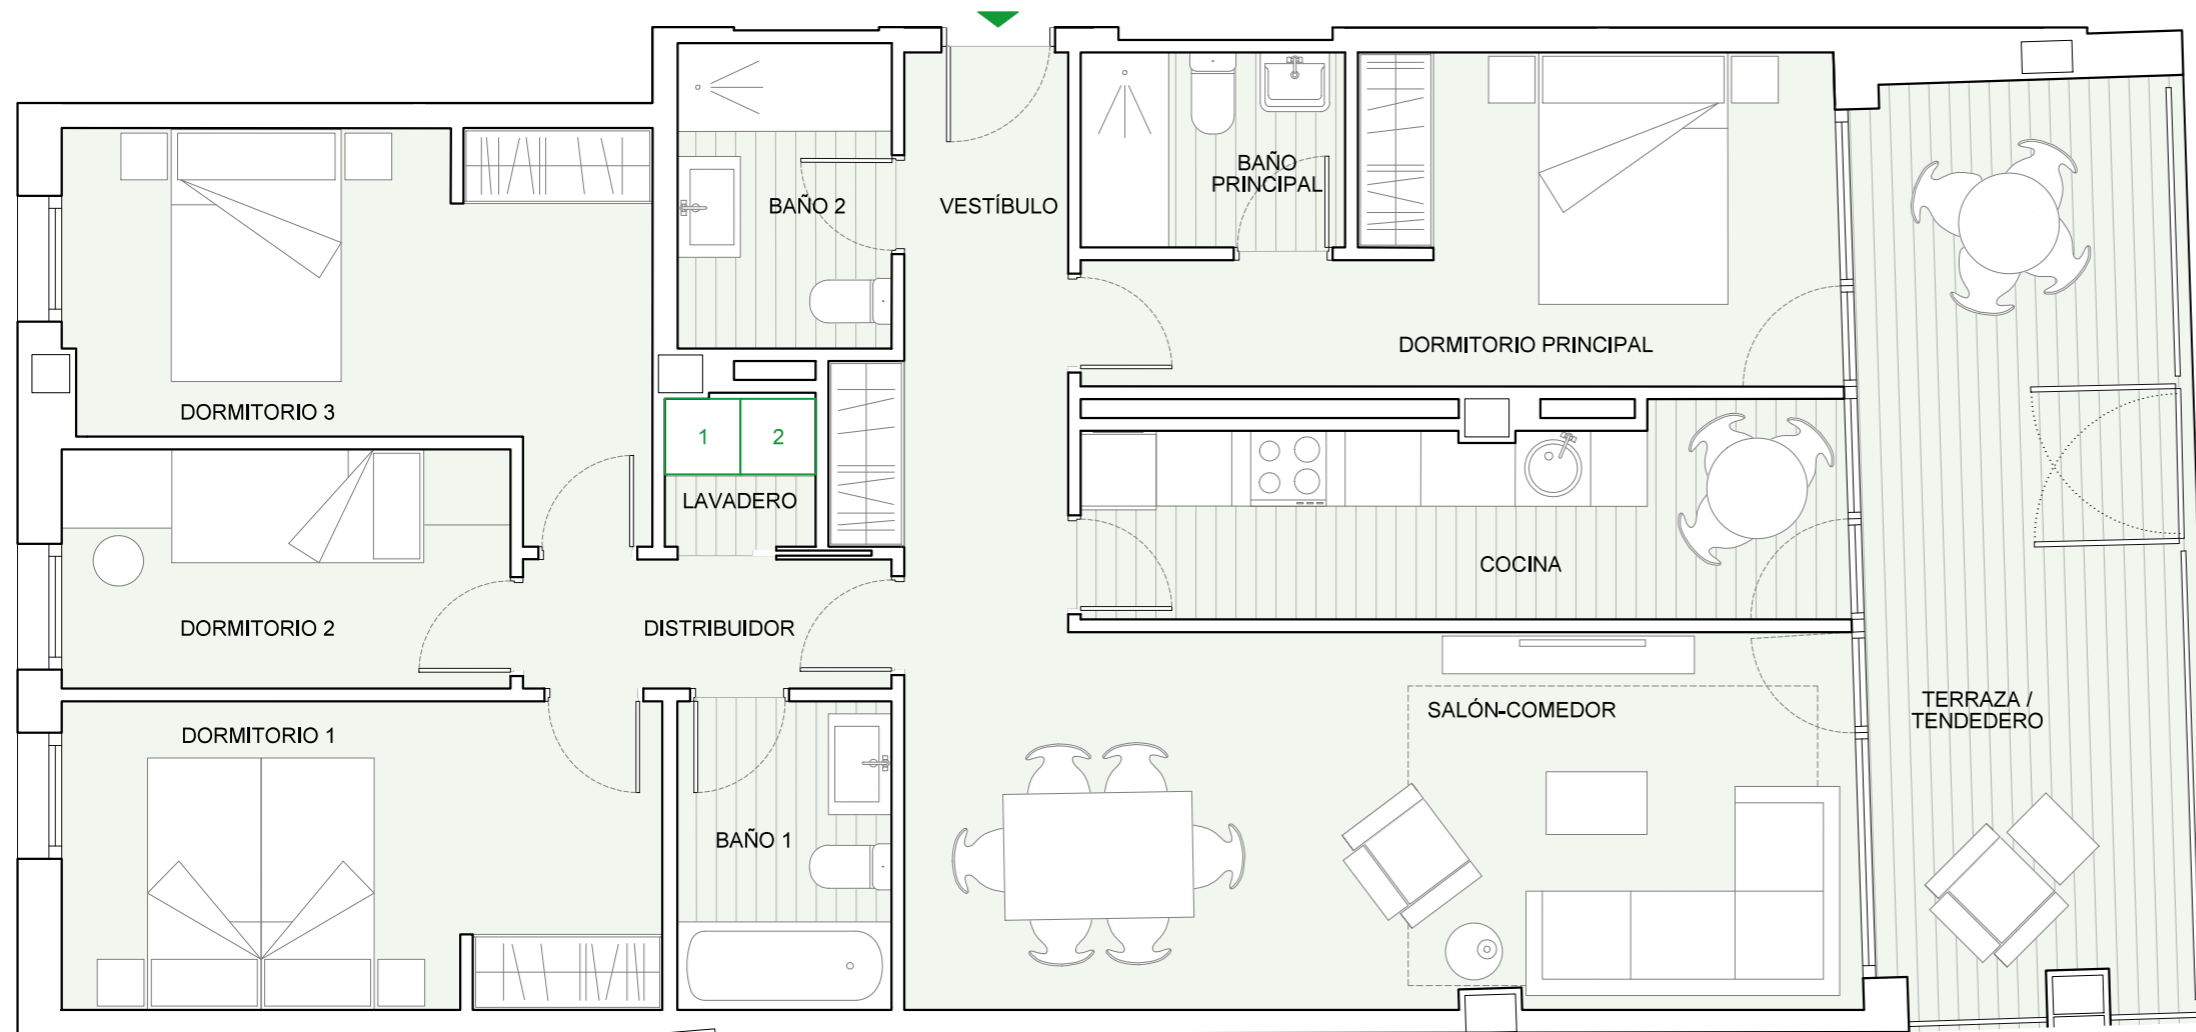 BAÑO
PRINCIPAL
BAÑO 2
VESTÍBULO
DORMITORIO PRINCIPAL
DORMITORIO 3
1
2
LAVADERO
COCINA
DORMITORIO 2
DISTRIBUIDOR
TERRAZA /
TENDEDERO
SALÓN-COMEDOR
DORMITORIO 1
BAÑO 1